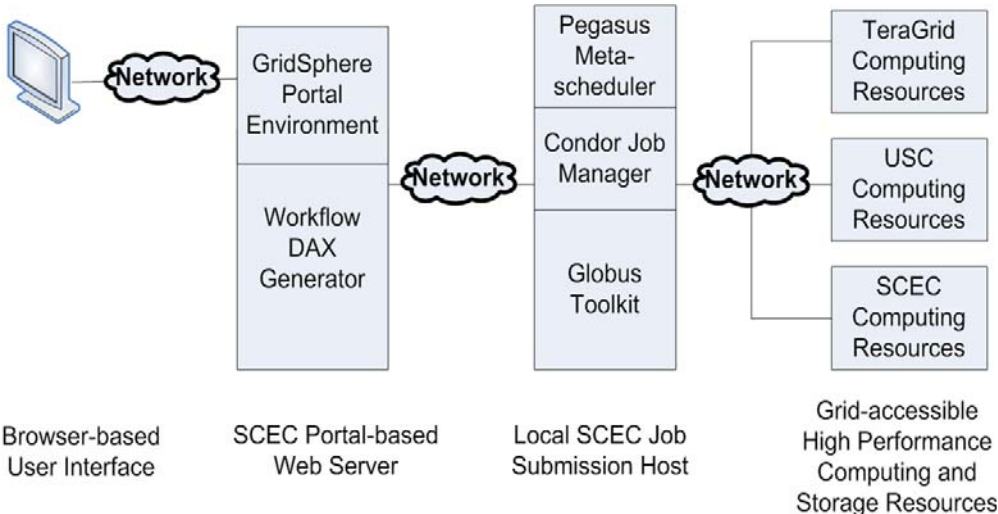 Network
GridSphere
Portal
Environment
Workflow
DAX
Generator
Network
Pegasus
Meta-
scheduler
Condor Job
Manager
Globus
Toolkit
Network
TeraGrid
Computing
Resources
USC
Computing
Resources
SCEC
Computing
Resources
Browser-based
User Interface
SCEC Portal-based
Web Server
Local SCEC Job
Submission Host
Grid-accessible
High Performance
Computing and
Storage Resources